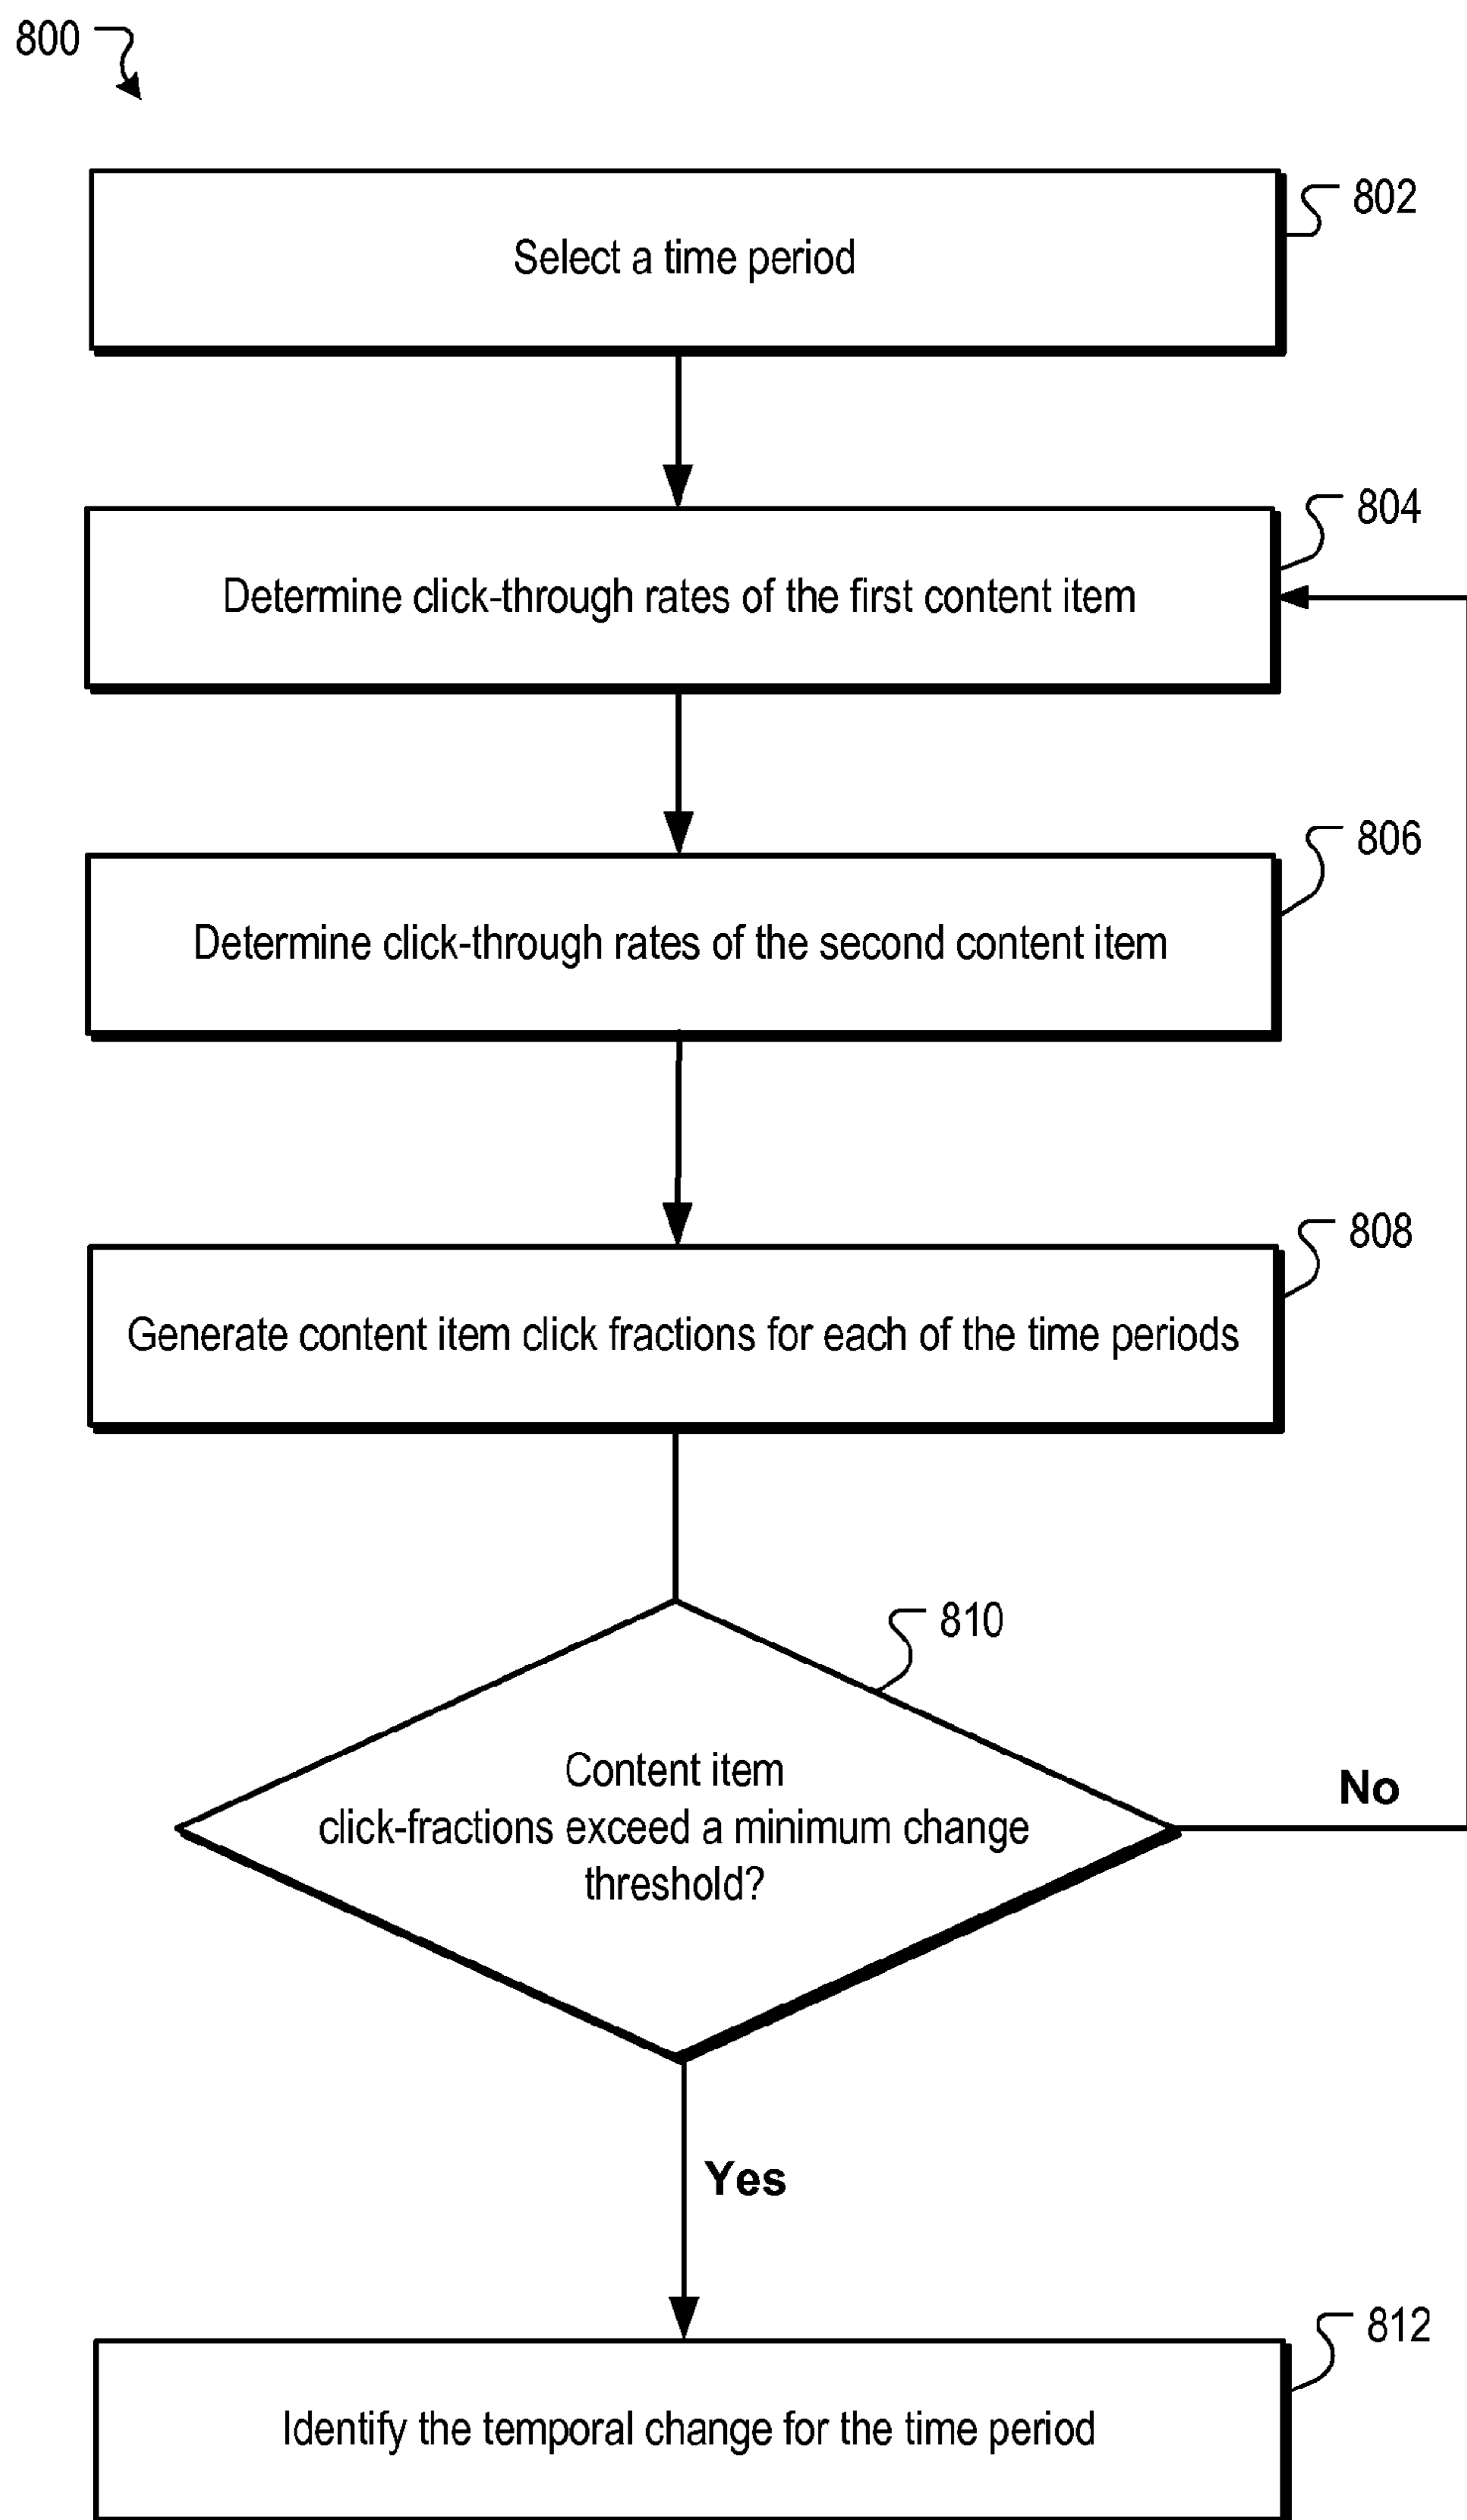 800
802
Select a time period
804
Determine click-through rates of the first content item
806
Determine click-through rates of the second content item
808
Generate content item click fractions for each of the time periods
810
Content item
click-fractions exceed a minimum change
threshold?
No
Yes
812
Identify the temporal change for the time period